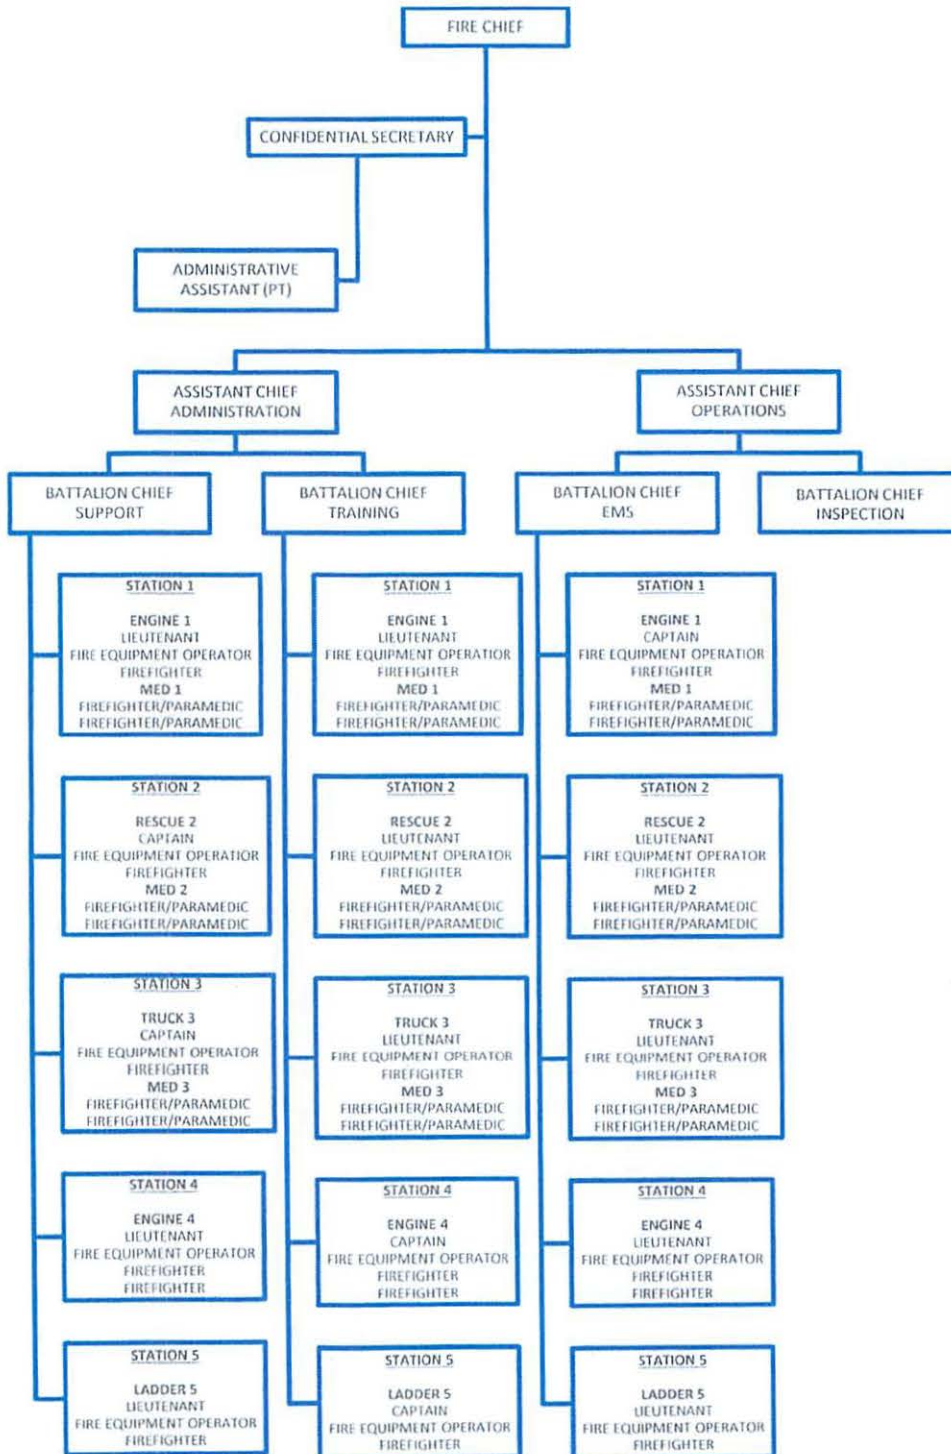 FIRE CHIEF
CONFIDENTIAL SECRETARY
ADMINISTRATIVE
ASSISTANT (PT)
ASSISTANT CHIEF
ADMINISTRATION
ASSISTANT CHIEF
OPERATIONS
BATTALION CHIEF
SUPPORT
BATTALION CHIEF
TRAINING
BATTALION CHIEF
EMS
BATTALION CHIEF
INSPECTION
STATION 1
ENGINE 1
LIEUTENANT
FIRE EQUIPMENT OPERATOR
FIREFIGHTER
MED 1
FIREFIGHTER/PARAMEDIC
FIREFIGHTER/PARAMEDIC
STATION 1
ENGINE 1
LIEUTENANT
FIRE EQUIPMENT OPERATIOR
FIREFIGHTER
MED 1
FIREFIGHTER/PARAMEDIC
FIREFIGHTER/PARAMEDIC
STATION 1
ENGINE 1
CAPTAIN
FIRE EQUIPMENT OPERATIOR
FIREFIGHTER
MED 1
FIREFIGHTER/PARAMEDIC
FIREFIGHTER/PARAMEDIC
STATION 2
RESCUE 2
CAPTAIN
FIRE EQUIPMENT OPERATIOR
FIREFIGHTER
MED 2
FIREFIGHTER/PARAMEDIC
FIREFIGHTER/PARAMEDIC
STATION 2
RESCUE 2
LIEUTENANT
FIRE EQUIPMENT OPERATOR
FIREFIGHTER
MED 2
FIREFIGHTER/PARAMEDIC
FIREFIGHTER/PARAMEDIC
STATION 2
RESCUE 2
LIEUTENANT
FIRE EQUIPMENT OPERATOR
FIREFIGHTER
MED 2
FIREFIGHTER/PARAMEDIC
FIREFIGHTER/PARAMEDIC
STATION 3
TRUCK 3
CAPTAIN
FIRE EQUIPMENT OPERATOR
FIREFIGHTER
MED 3
FIREFIGHTER/PARAMEDIC
FIREFIGHTER/PARAMEDIC
STATION 3
TRUCK 3
LIEUTENANT
FIRE EQUIPMENT OPERATOR
FIREFIGHTER
MED 3
FIREFIGHTER/PARAMEDIC
FIREFIGHTER/PARAMEDIC
STATION 3
TRUCK 3
LIEUTENANT
FIRE EQUIPMENT OPERATOR
FIREFIGHTER
MED 3
FIREFIGHTER/PARAMEDIC
FIREFIGHTER/PARAMEDIC
STATION 4
ENGINE 4
LIEUTENANT
FIRE EQUIPMENT OPERATOR
FIREFIGHTER
FIREFIGHTER
STATION 4
ENGINE 4
CAPTAIN
FIRE EQUIPMENT OPERATOR
FIREFIGHTER
FIREFIGHTER
STATION 4
ENGINE 4
LIEUTENANT
FIRE EQUIPMENT OPERATOR
FIREFIGHTER
FIREFIGHTER
STATION 5
LADDER 5
LIEUTENANT
FIRE EQUIPMENT OPERATOR
FIREFIGHTER
STATION 5
LADDER 5
CAPTAIN
FIRE EQUIPMENT OPERATOR
FIREFIGHTER
STATION 5
LADDER 5
LIEUTENANT
FIRE EQUIPMENT OPERATOR
FIREFIGHTER